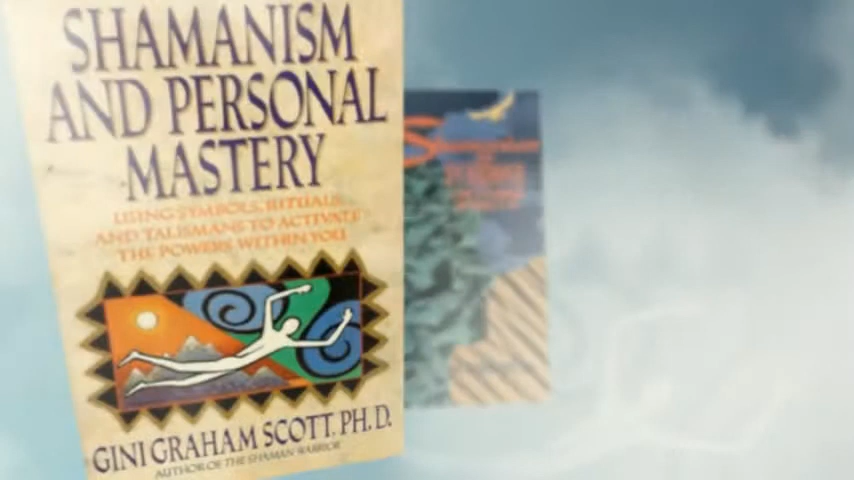 SHAMANISM
AND PERSONAL
MASTERY
USING SYMBOLS, RITUALS,
AND TALISMANS TO ACTIVATE
THE POWERS WITHIN YOU
GINI GRAHAM SCOTT, PH.D.
AUTHOR OF THE SHAMAN WARRIOR